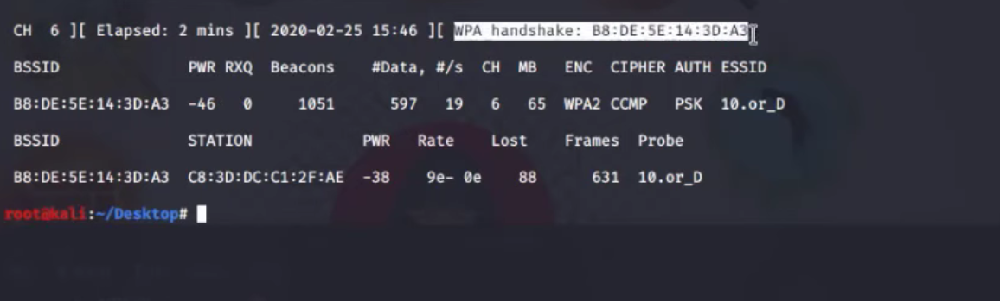 CH 6 ][ Elapsed: 2 mins ][ 2020-02-25 15:46 ][ WPA handshake: B8:DE:5E:14:3D:A3
BSSID PWR RXQ Beacons #Data, #/s CH MB ENC CIPHER AUTH ESSID
B8:DE:5E:14:3D:A3 -46 0 1051 597 19 6 65 WPA2 CCMP PSK 10.or_D
BSSID STATION PWR Rate Lost Frames Probe
B8:DE:5E:14:3D:A3 C8:3D:DC:C1:2F:AE -38 9e- 0e 88 631 10.or_D
root@kali:~/Desktop#